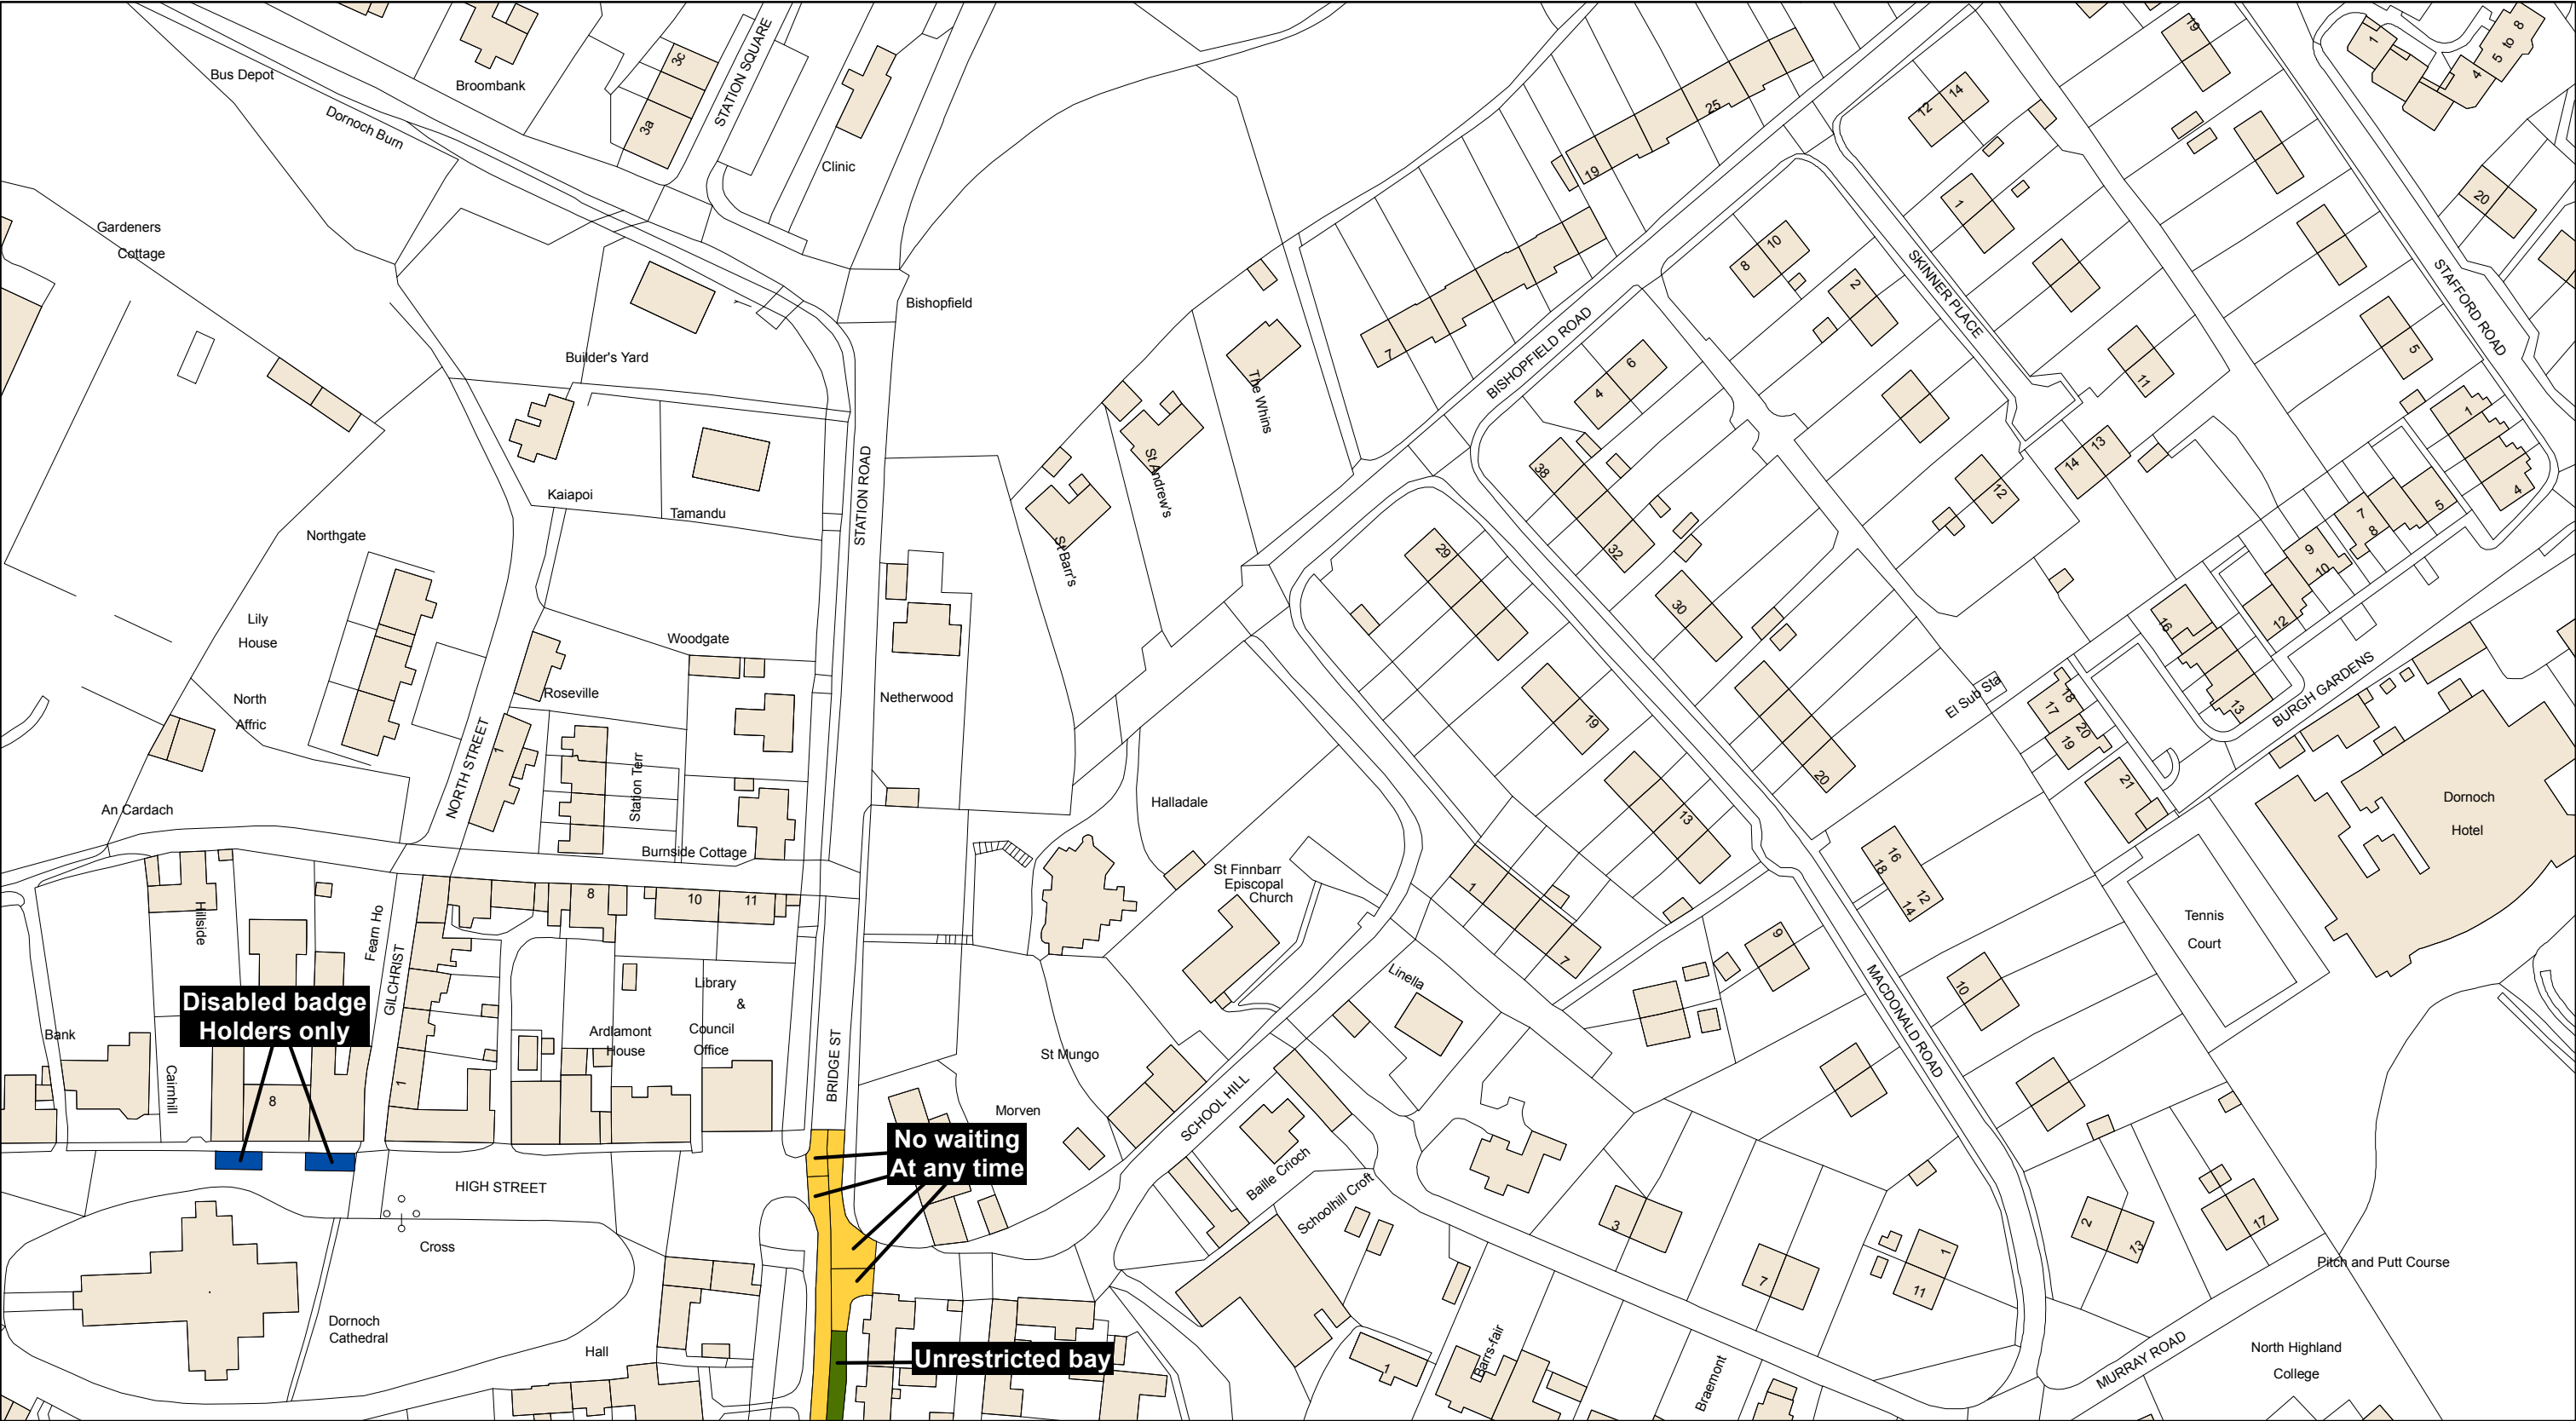 Bus Depot
Broombank
Dornoch Burn
3c
3a
STATION SQUARE
Clinic
Gardeners
Cottage
Bishopfield
Builder's Yard
Kaiapoi
Tamandu
STATION ROAD
Northgate
Lily
House
North
Affric
NORTH STREET
Roseville
1
Station Terr
Woodgate
Netherwood
An Cardach
Burnside Cottage
8
10
11
Hillside
Fearn Ho
GILCHRIST
1
Bank
Cairnhill
8
Disabled badge
Holders only
Ardlamont
House
Library
&
Council
Office
BRIDGE ST
HIGH STREET
Cross
Dornoch
Cathedral
Hall
No waiting
At any time
Unrestricted bay
St Mungo
Morven
SCHOOL HILL
Halladale
St Finnbarr
Episcopal
Church
Linella
Baille Crioch
Schoolhill Croft
1
Barrs-fair
Braemont
St Barr's
St Andrew's
The Whins
7
19
25
BISHOPFIELD ROAD
8
10
12
14
4
6
38
32
29
30
19
20
13
1
7
9
1
2
SKINNER PLACE
11
12
14
13
19
5
STAFFORD ROAD
1
4
5 to 8
20
1
4
5
7
8
9
10
12
16
13
BURGH GARDENS
El Sub Sta
17
18
20
19
21
16
18
12
14
10
MACDONALD ROAD
Tennis
Court
Dornoch
Hotel
3
7
1
11
2
13
17
Pitch and Putt Course
MURRAY ROAD
North Highland
College